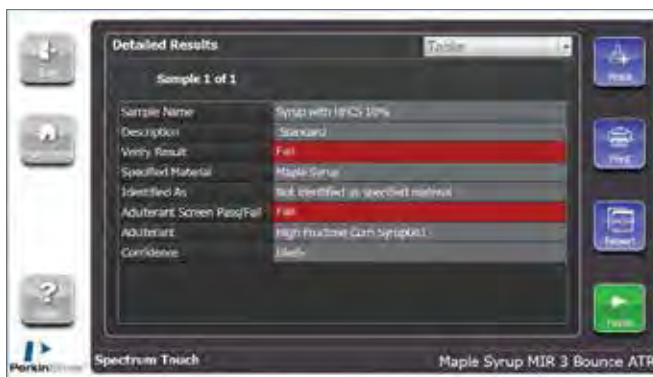 Detailed Results
Table
Sample 1 of 1
Sample Name Syrup with HFCS 10%
Description Standard
Verify Result Fail
Specified Material Maple Syrup
Identified As Not identified as specified material
Adulterant Screen Pass/Fail Fail
Adulterant High Fructose Corn Syrup
Confidence Likely
Print
Report
Finish
?
Spectrum Touch
Maple Syrup MIR 3 Bounce ATR